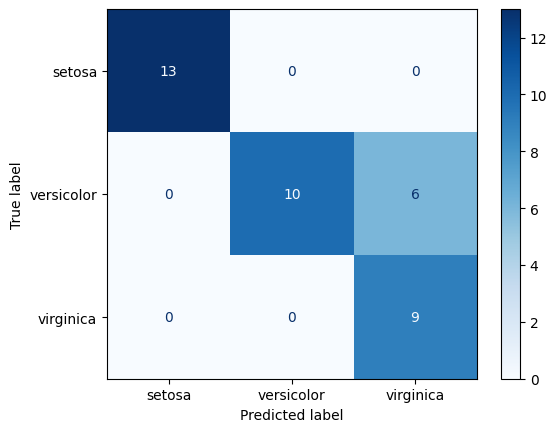 setosa 13 0 0
versicolor 0 10 6
virginica 0 0 9
setosa versicolor virginica
Predicted label
True label
12
10
8
6
4
2
0